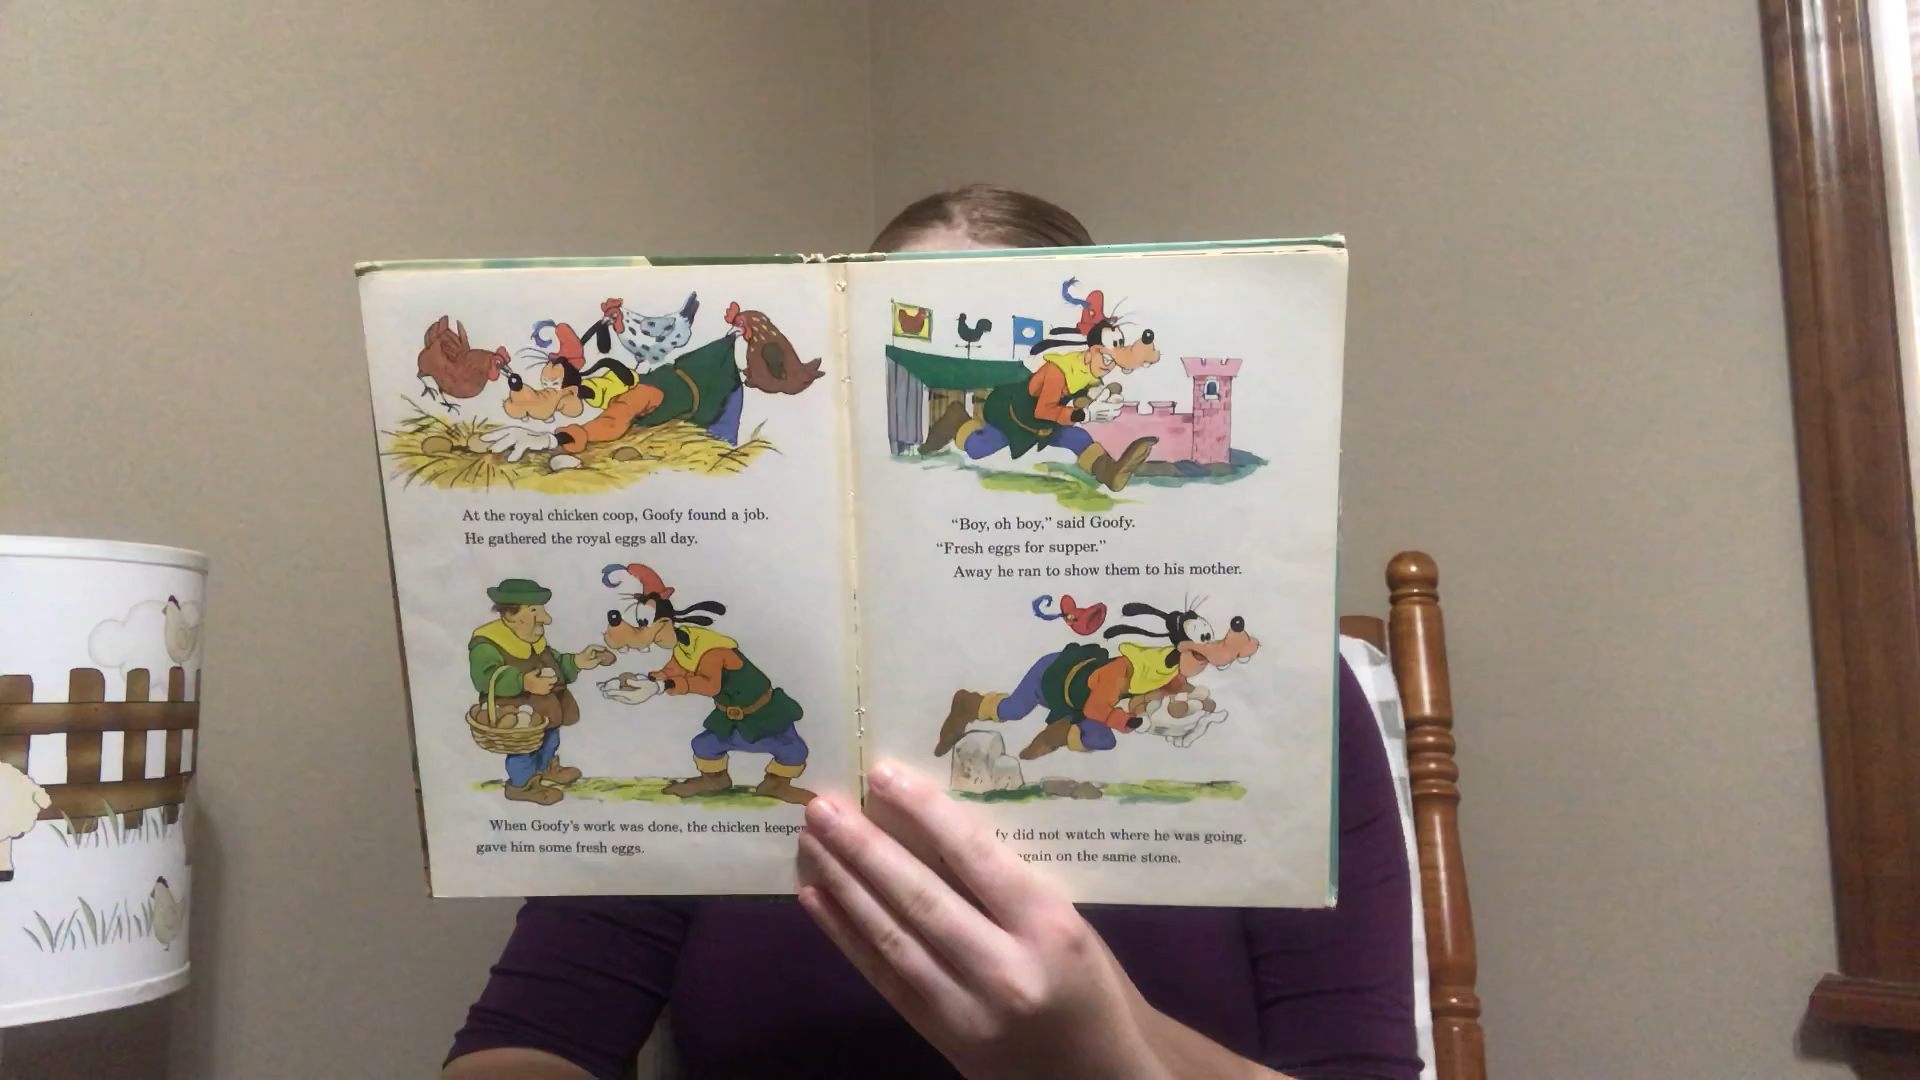 At the royal chicken coop, Goofy found a job.
He gathered the royal eggs all day.
When Goofy's work was done, the chicken keeper
gave him some fresh eggs.
"Boy, oh boy," said Goofy.
"Fresh eggs for supper."
Away he ran to show them to his mother.
did not watch where he was going.
on the same stone.